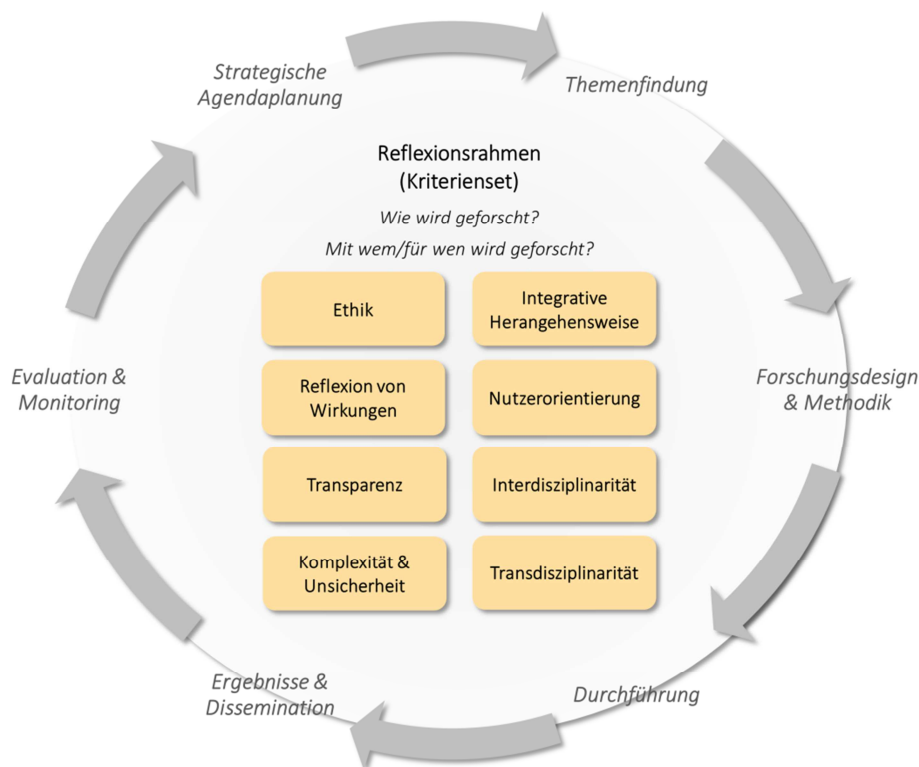 Strategische
Agendaplanung
Themenfindung
Reflexionsrahmen
(Kriterienset)
Wie wird geforscht?
Mit wem/für wen wird geforscht?
Ethik
Integrative
Herangehensweise
Reflexion von
Wirkungen
Nutzerorientierung
Transparenz
Interdisziplinarität
Komplexität &
Unsicherheit
Transdisziplinarität
Evaluation &
Monitoring
Forschungsdesign
& Methodik
Ergebnisse &
Dissemination
Durchführung